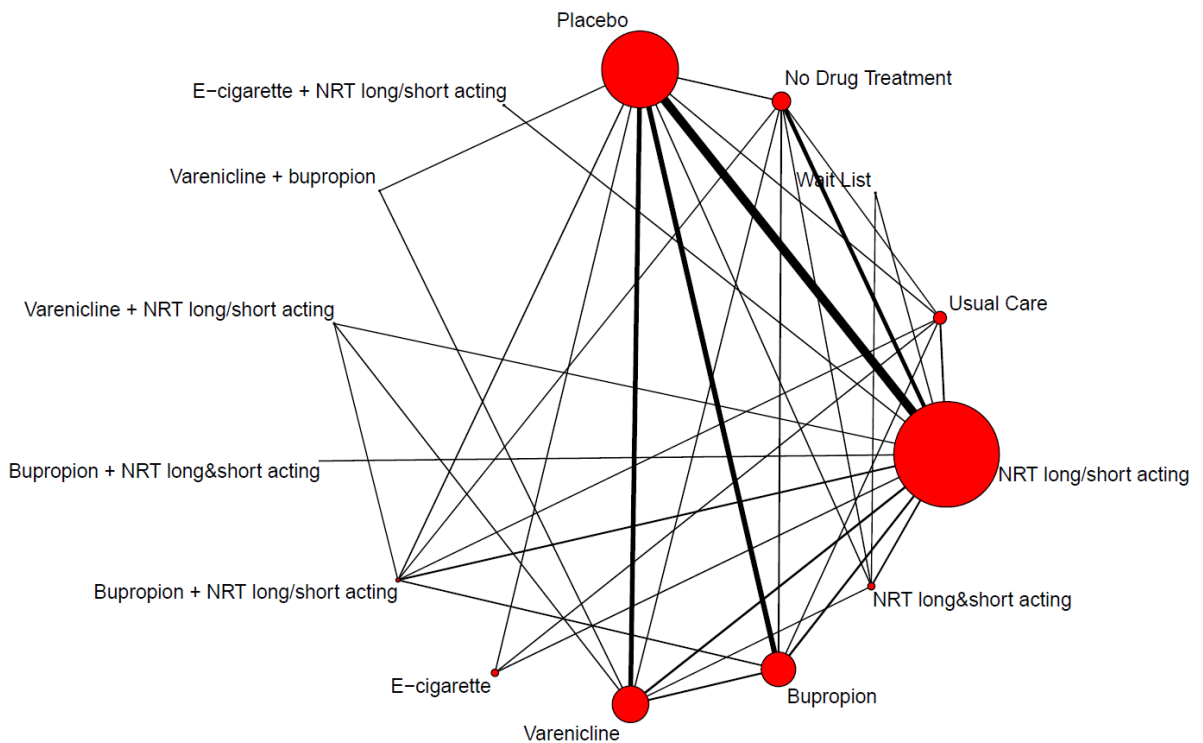 Placebo
No Drug Treatment
E−cigarette + NRT long/short acting
Varenicline + bupropion
Wait List
Varenicline + NRT long/short acting
Usual Care
Bupropion + NRT long&short acting
NRT long/short acting
Bupropion + NRT long/short acting
NRT long&short acting
E−cigarette
Bupropion
Varenicline